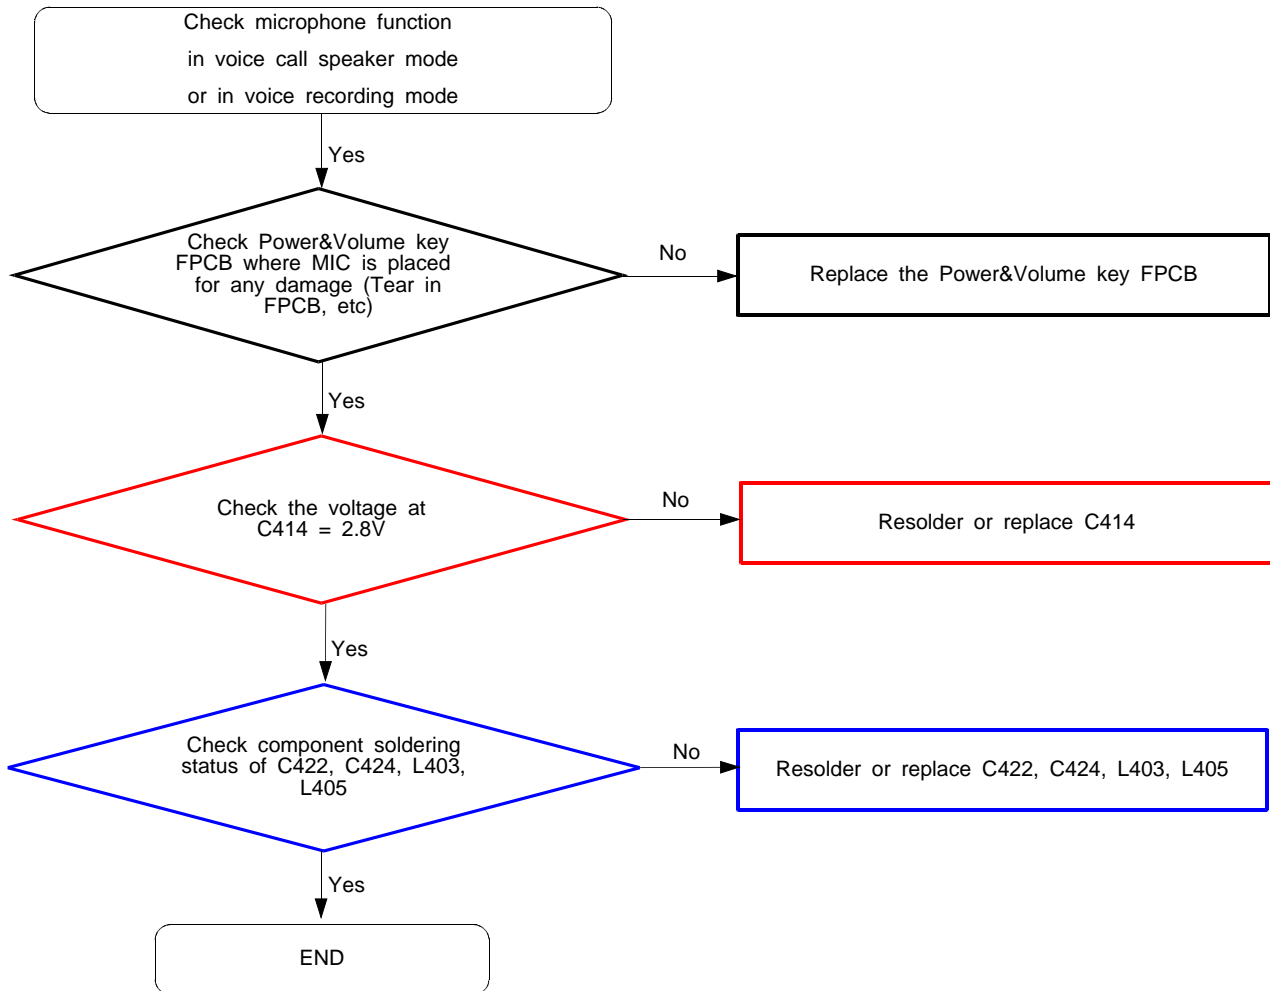 Check microphone function
in voice call speaker mode
or in voice recording mode
Yes
Check Power&Volume key
FPCB where MIC is placed
for any damage (Tear in
FPCB, etc)
No
Replace the Power&Volume key FPCB
Yes
Check the voltage at
C414 = 2.8V
No
Resolder or replace C414
Yes
Check component soldering
status of C422, C424, L403,
L405
No
Resolder or replace C422, C424, L403, L405
Yes
END